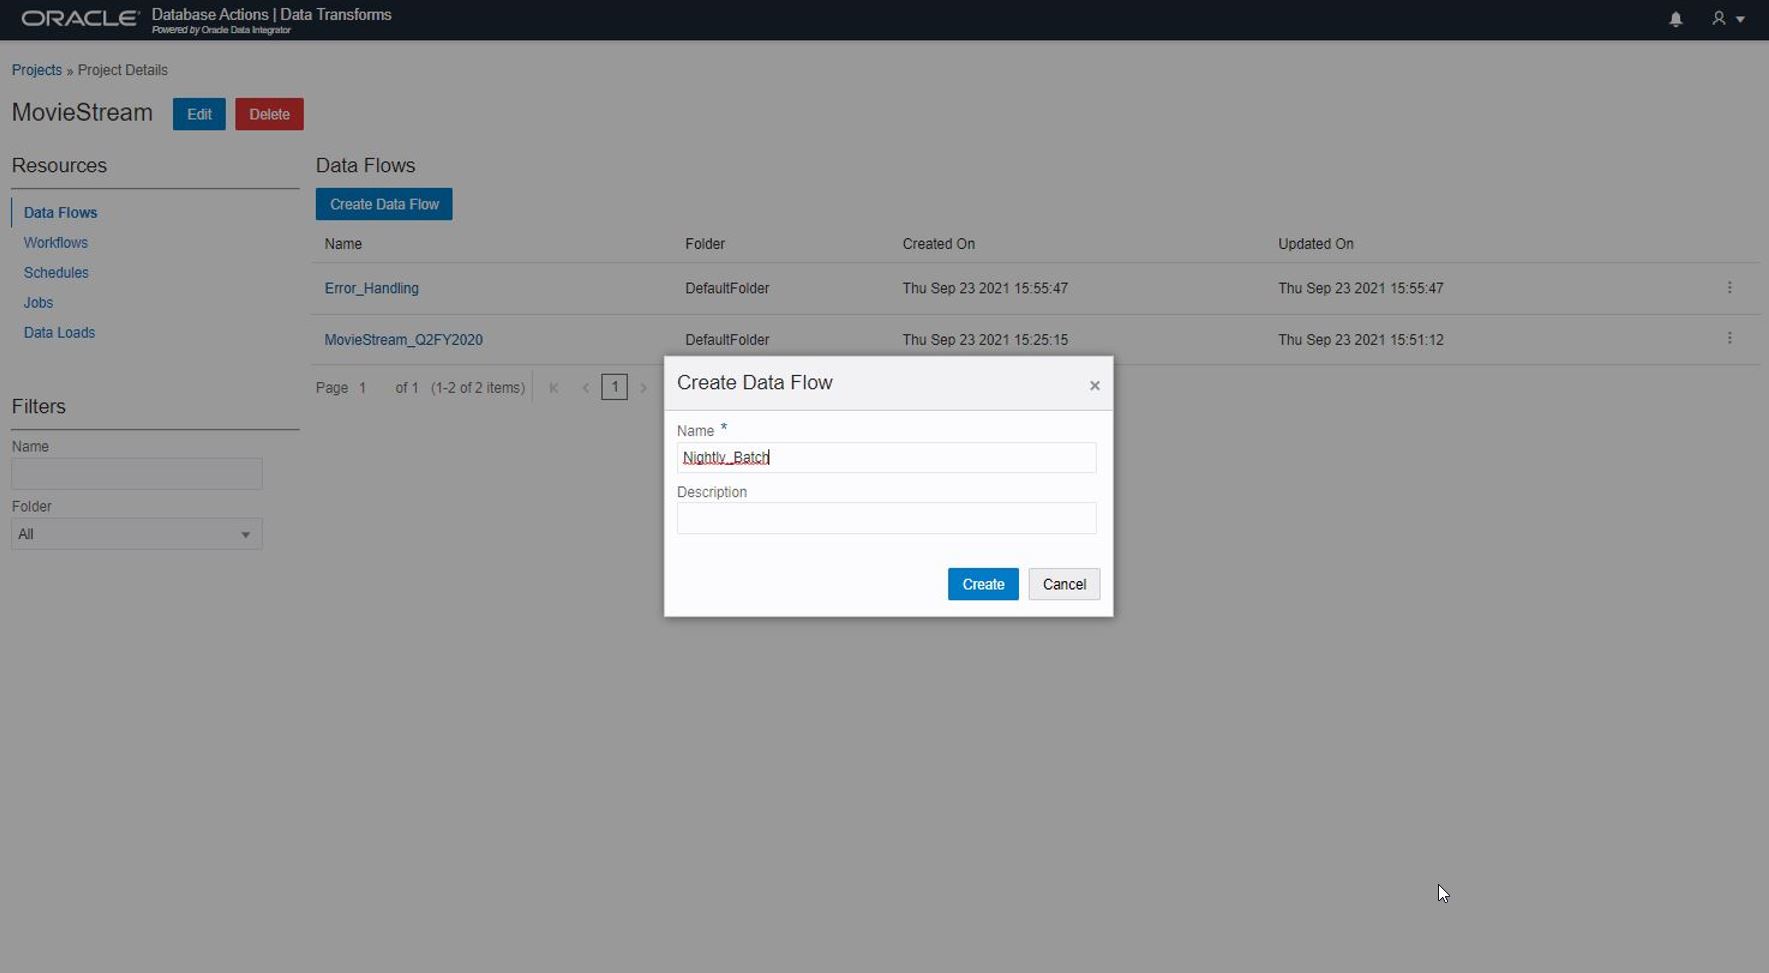 ORACLE Database Actions | Data Transforms
Powered by Oracle Data Integrator
Projects » Project Details
MovieStream Edit Delete
Resources
Data Flows
Workflows
Schedules
Jobs
Data Loads
Filters
Name
Folder
All
Data Flows
Create Data Flow
Name Folder Created On Updated On
Error_Handling DefaultFolder Thu Sep 23 2021 15:55:47 Thu Sep 23 2021 15:55:47
MovieStream_Q2FY2020 DefaultFolder Thu Sep 23 2021 15:25:15 Thu Sep 23 2021 15:51:12
Page 1 of 1 (1-2 of 2 items) 1
Create Data Flow ×
Name *
Nightly_Batch
Description
Create Cancel